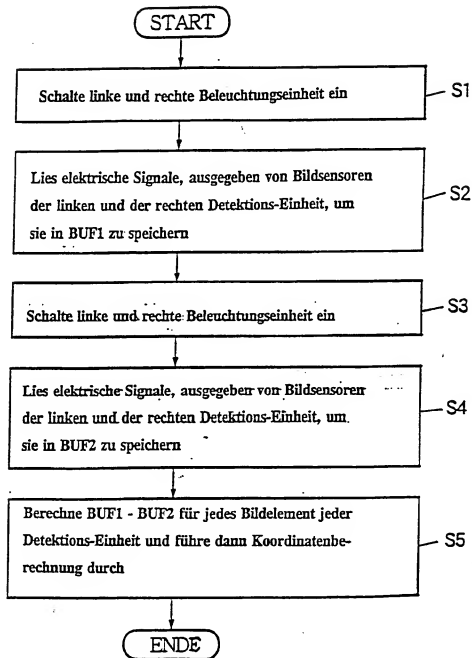 START
Schalte linke und rechte Beleuchtungseinheit ein
S1
Lies elektrische Signale, ausgegeben von Bildsensoren
der linken und der rechten Detektions-Einheit, um
sie in BUF1 zu speichern
S2
Schalte linke und rechte Beleuchtungseinheit ein
S3
Lies elektrische Signale, ausgegeben von Bildsensoren
der linken und der rechten Detektions-Einheit, um
sie in BUF2 zu speichern
S4
Berechne BUF1 - BUF2 für jedes Bildelement jeder
Detektions-Einheit und führe dann Koordinatenbe-
rechnung durch
S5
ENDE